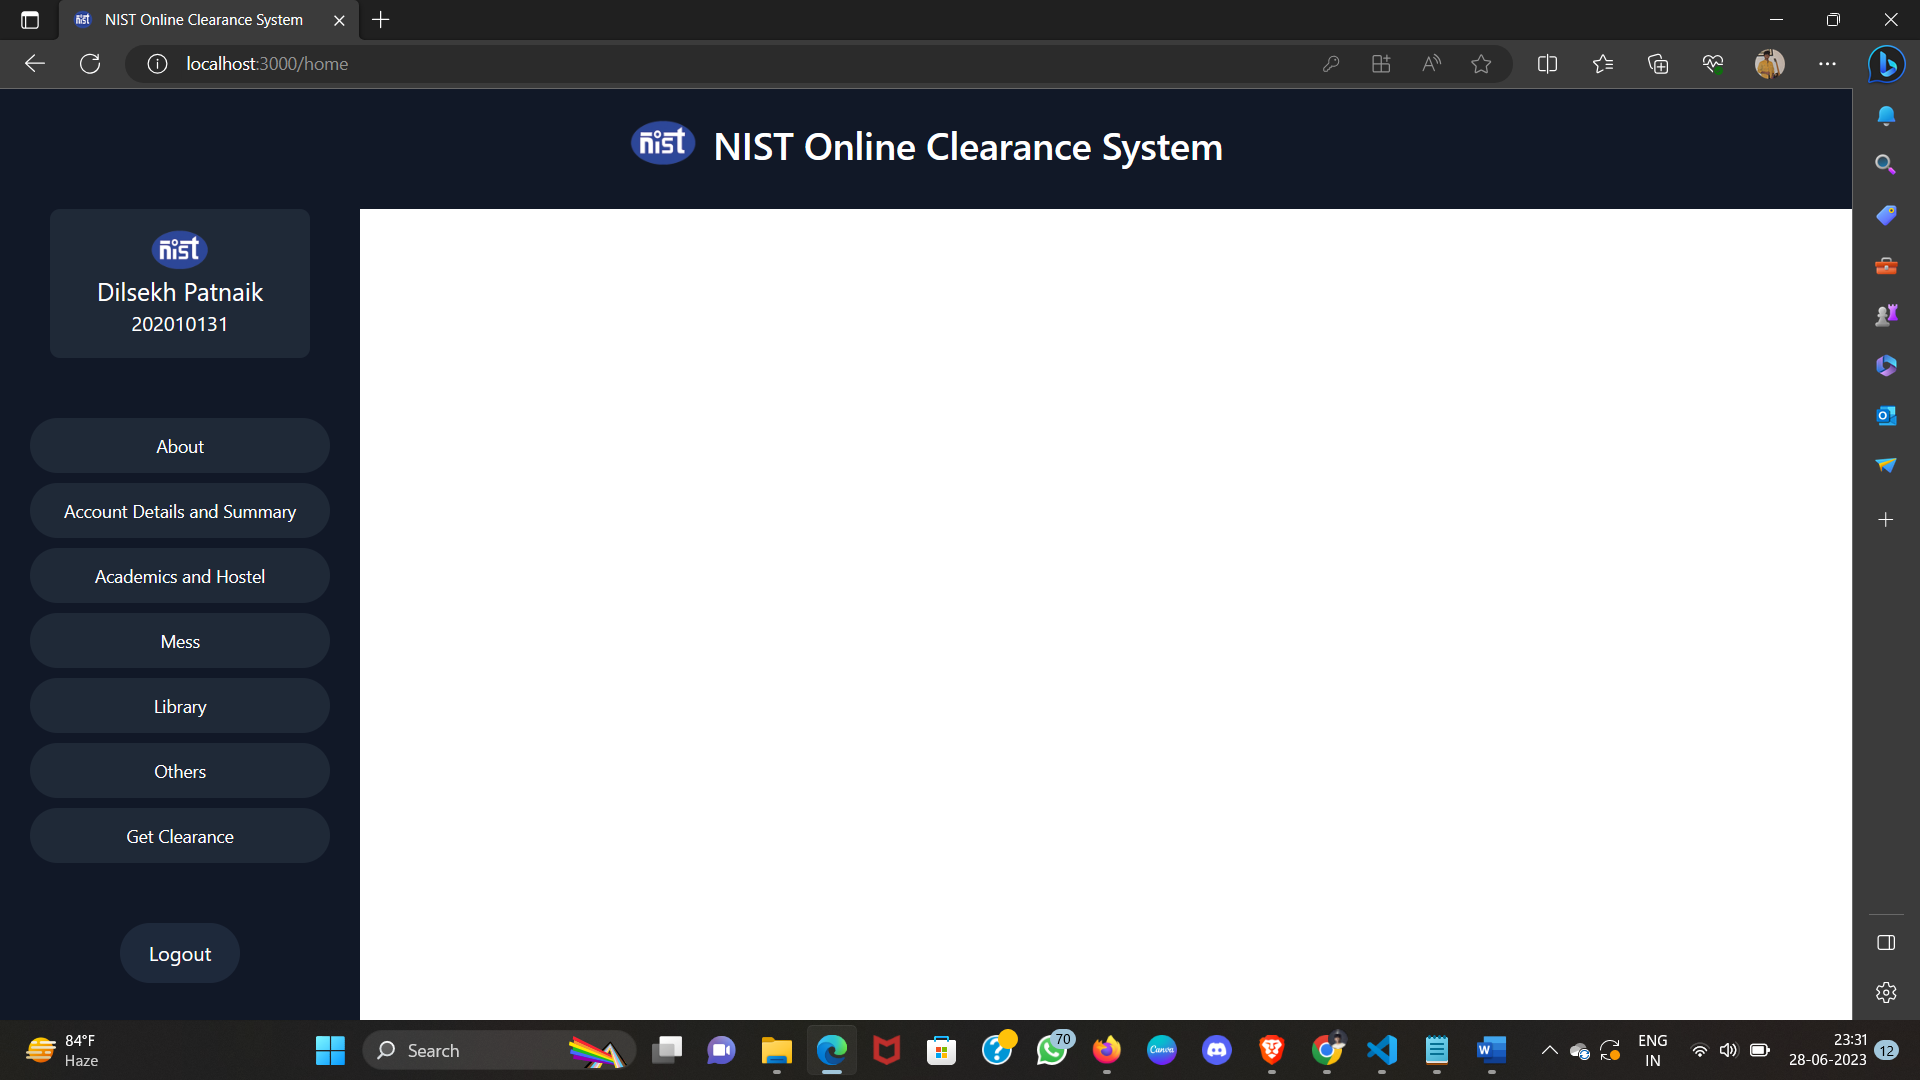 nist NIST Online Clearance System
localhost:3000/home
nist NIST Online Clearance System
nist
Dilsekh Patnaik
202010131
About
Account Details and Summary
Academics and Hostel
Mess
Library
Others
Get Clearance
Logout
84°F
Haze
Search
70
Canva
ENG
IN
23:31
28-06-2023
12